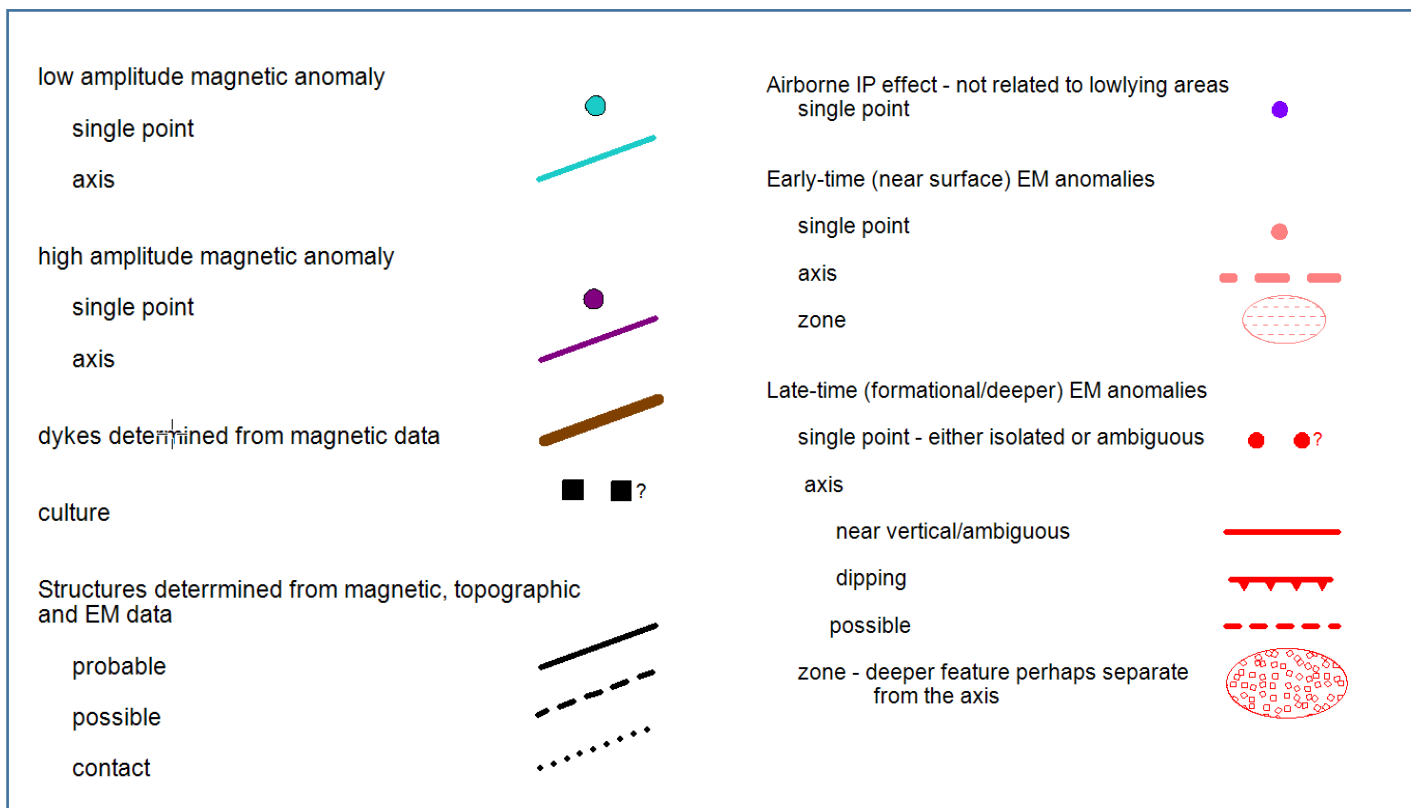 low amplitude magnetic anomaly
single point
axis
high amplitude magnetic anomaly
single point
axis
dykes determined from magnetic data
culture
?
Structures deterrmined from magnetic, topographic
and EM data
probable
possible
contact
Airborne IP effect - not related to lowlying areas
single point
Early-time (near surface) EM anomalies
single point
axis
zone
Late-time (formational/deeper) EM anomalies
single point - either isolated or ambiguous ?
axis
near vertical/ambiguous
dipping
possible
zone - deeper feature perhaps separate
from the axis